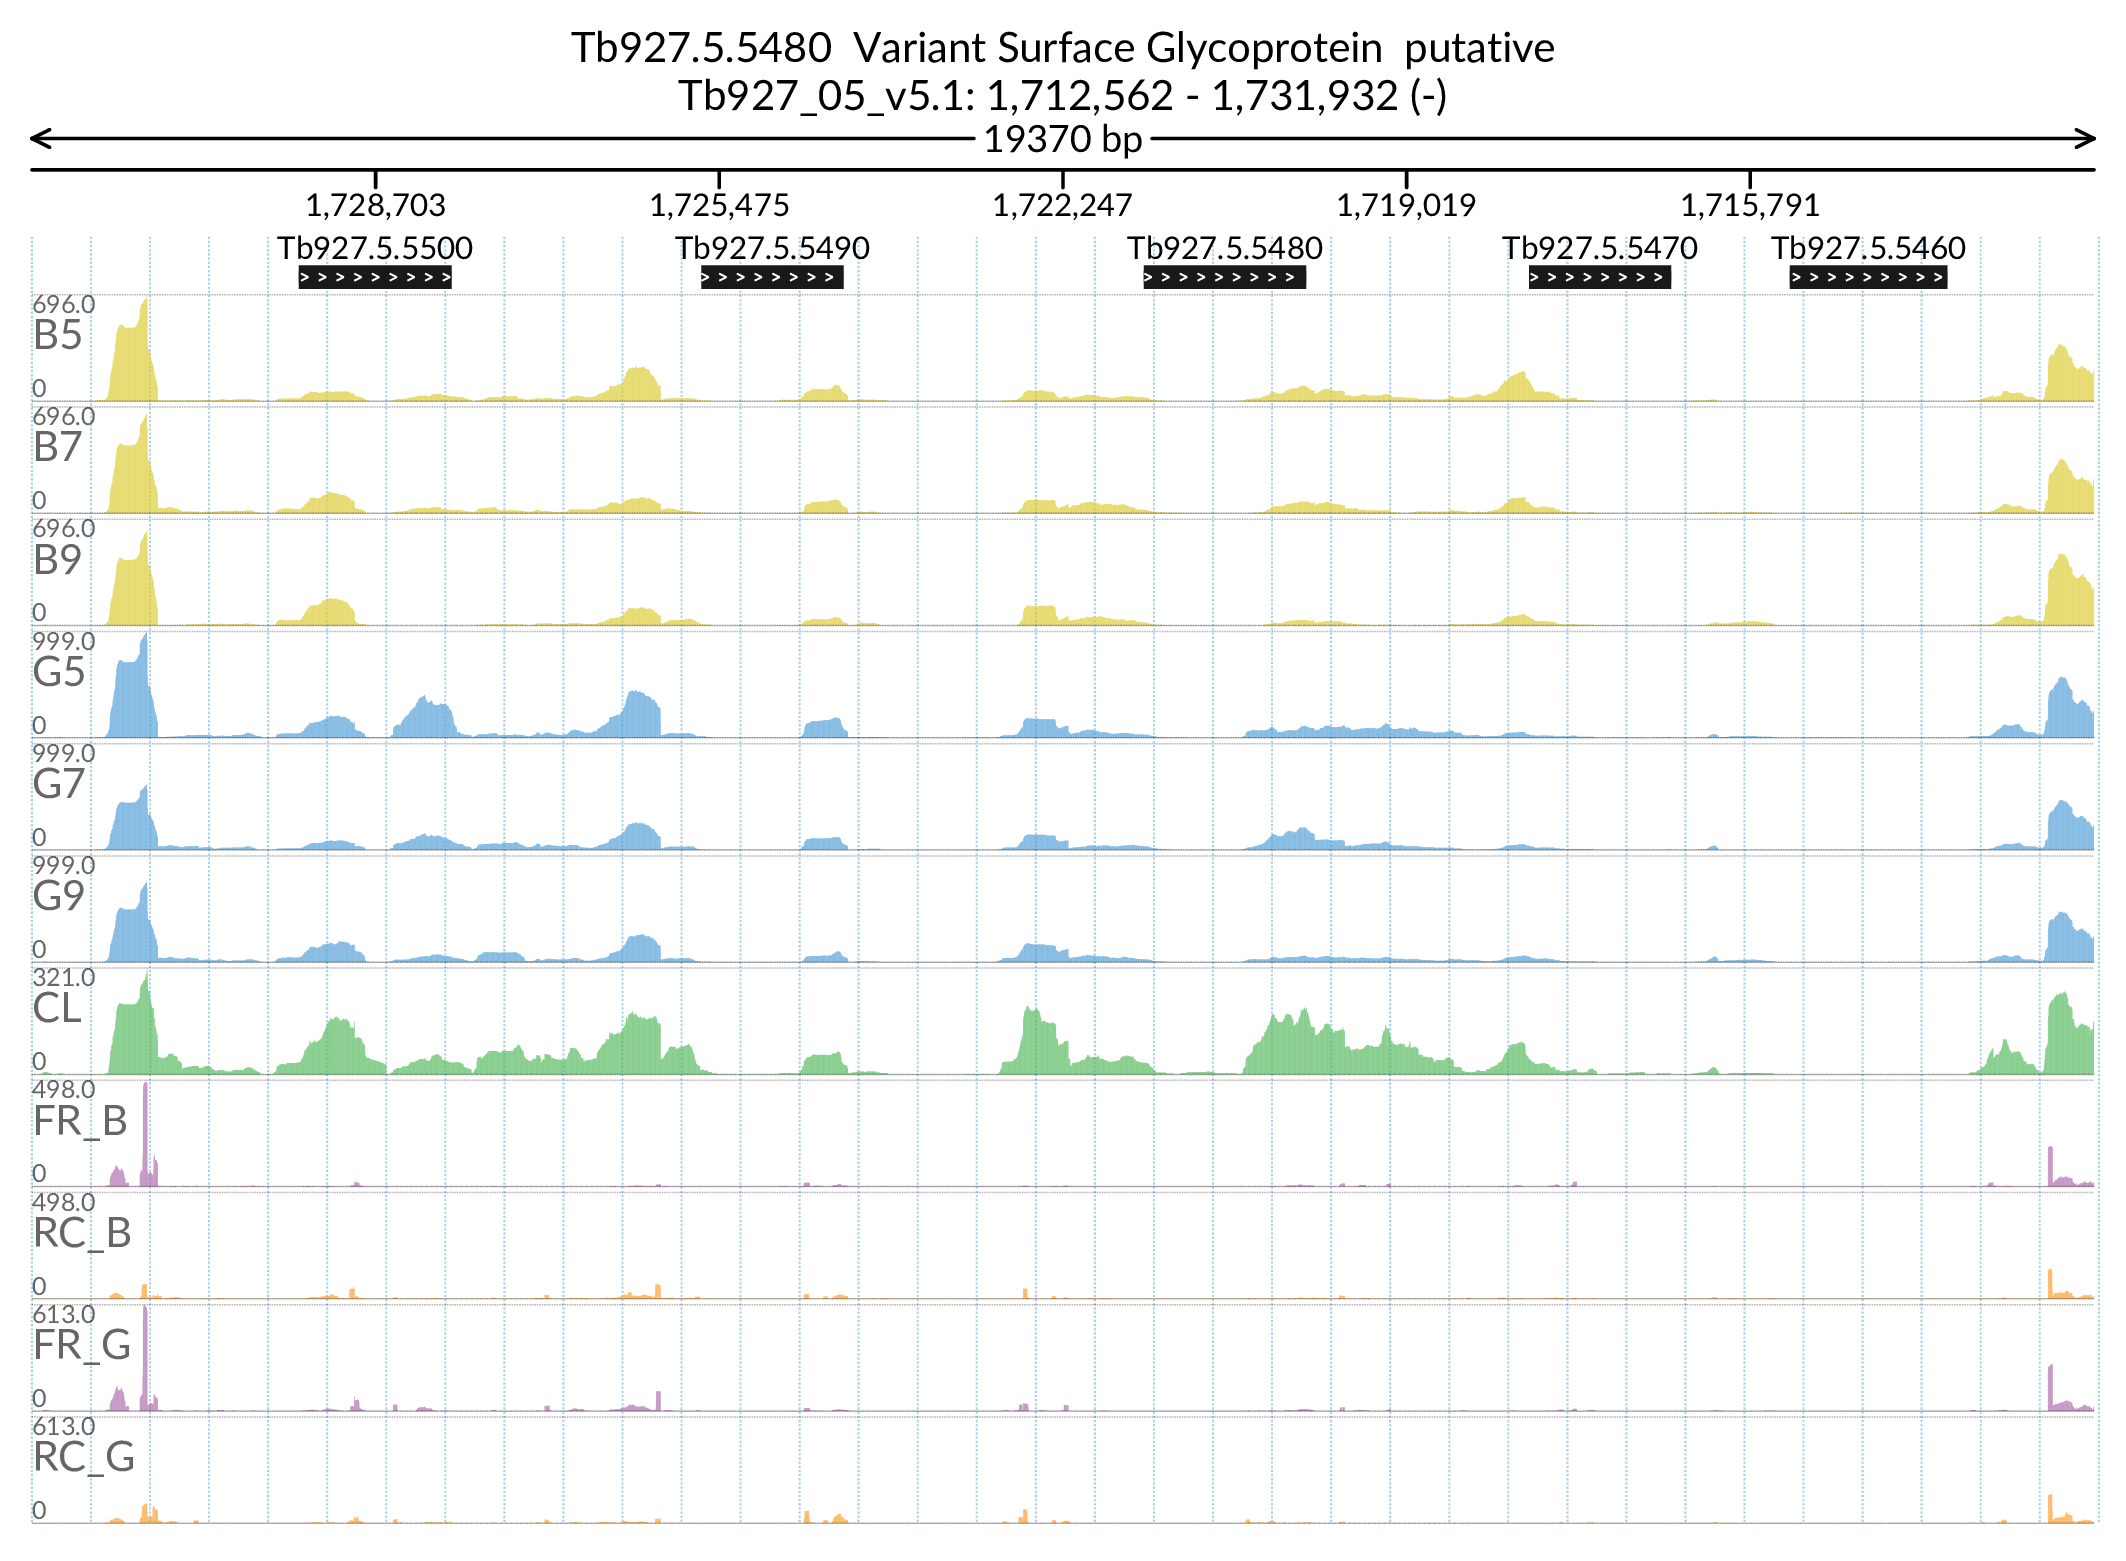 Tb927.5.5480 Variant Surface Glycoprotein putative
Tb927_05_v5.1: 1,712,562 - 1,731,932 (-)
19370 bp
1,728,703 1,725,475 1,722,247 1,719,019 1,715,791
Tb927.5.5500 Tb927.5.5490 Tb927.5.5480 Tb927.5.5470 Tb927.5.5460
696.0
B5
0
696.0
B7
0
696.0
B9
0
999.0
G5
0
999.0
G7
0
999.0
G9
0
321.0
CL
0
498.0
FR_B
0
498.0
RC_B
0
613.0
FR_G
0
613.0
RC_G
0